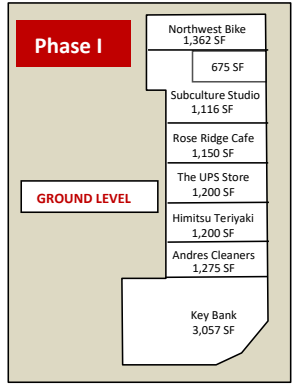 Phase I
Northwest Bike
1,362 SF
675 SF
Subculture Studio
1,116 SF
Rose Ridge Cafe
1,150 SF
The UPS Store
1,200 SF
GROUND LEVEL
Himitsu Teriyaki
1,200 SF
Andres Cleaners
1,275 SF
Key Bank
3,057 SF